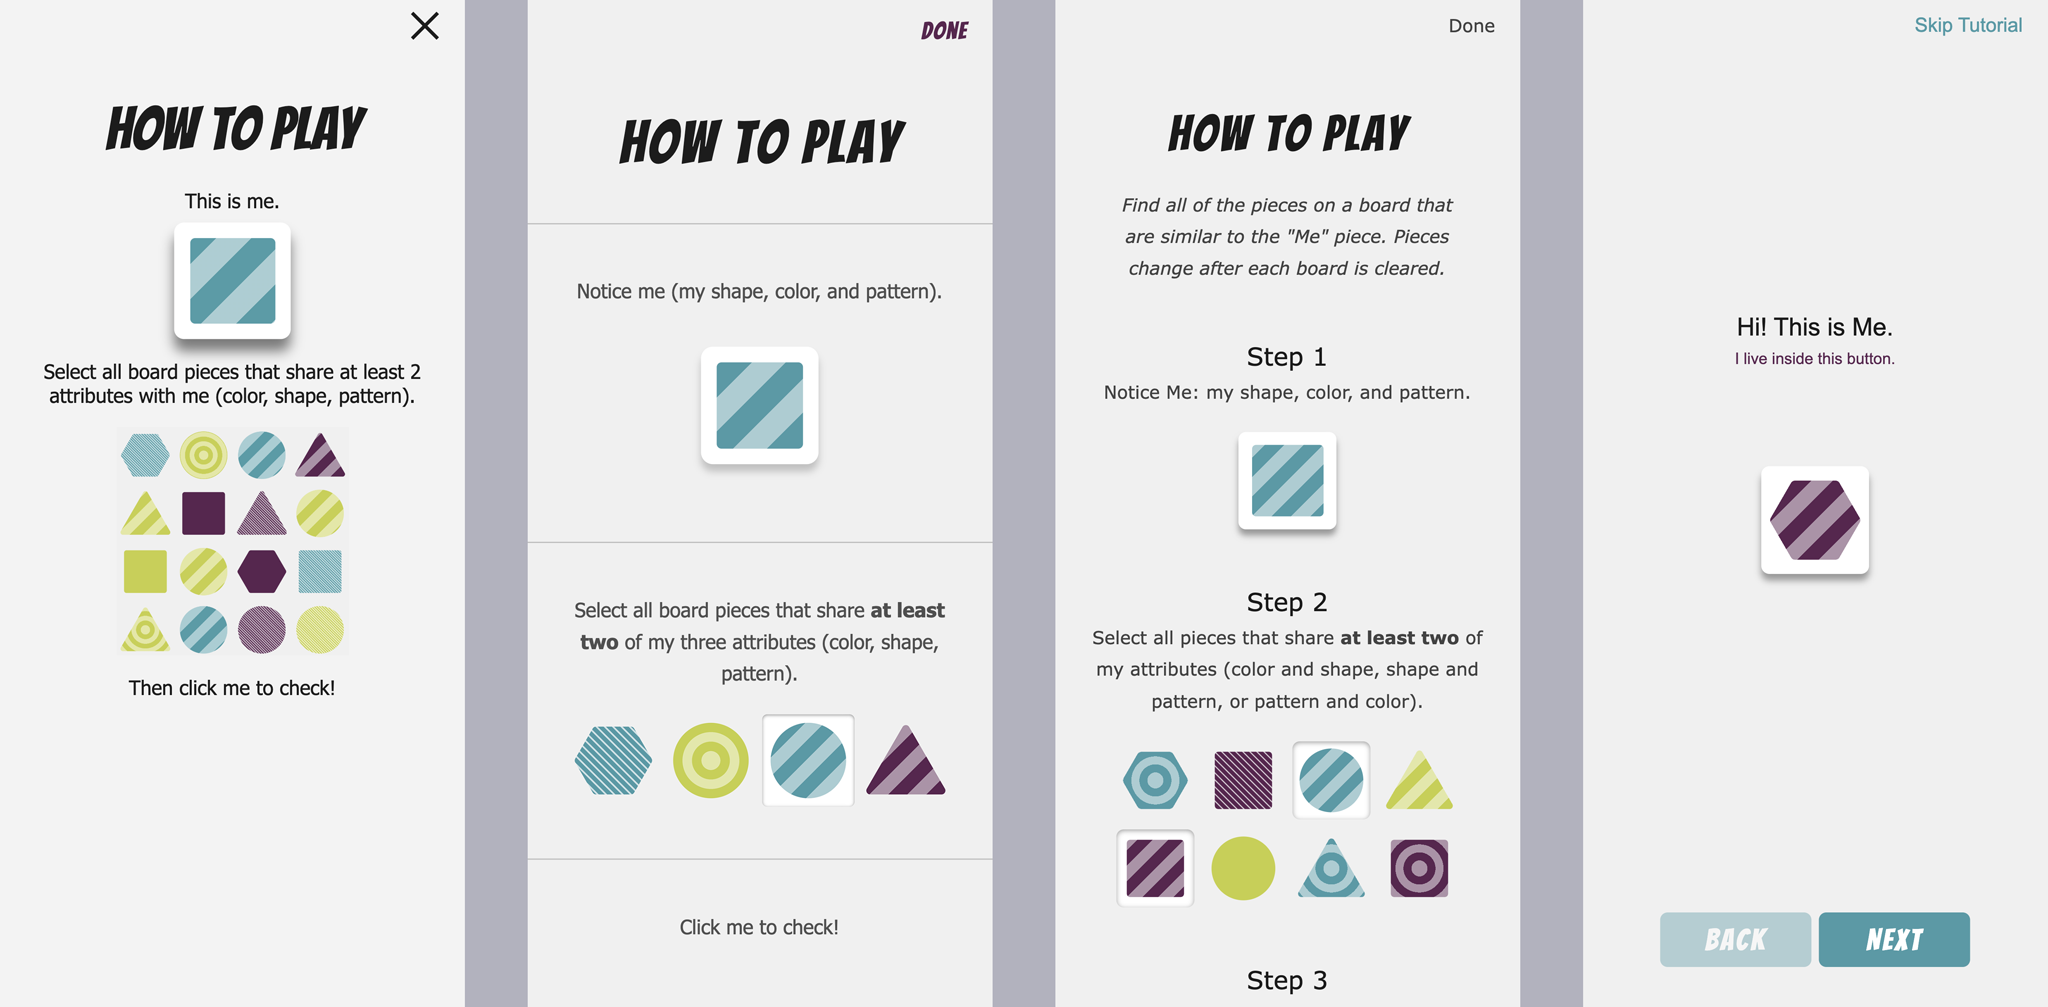 HOW TO PLAY
This is me.
Select all board pieces that share at least 2
attributes with me (color, shape, pattern).
Then click me to check!
DONE
HOW TO PLAY
Notice me (my shape, color, and pattern).
Select all board pieces that share at least
two of my three attributes (color, shape,
pattern).
Click me to check!
Done
HOW TO PLAY
Find all of the pieces on a board that
are similar to the "Me" piece. Pieces
change after each board is cleared.
Step 1
Notice Me: my shape, color, and pattern.
Step 2
Select all pieces that share at least two of
my attributes (color and shape, shape and
pattern, or pattern and color).
Step 3
Skip Tutorial
Hi! This is Me.
I live inside this button.
BACK
NEXT